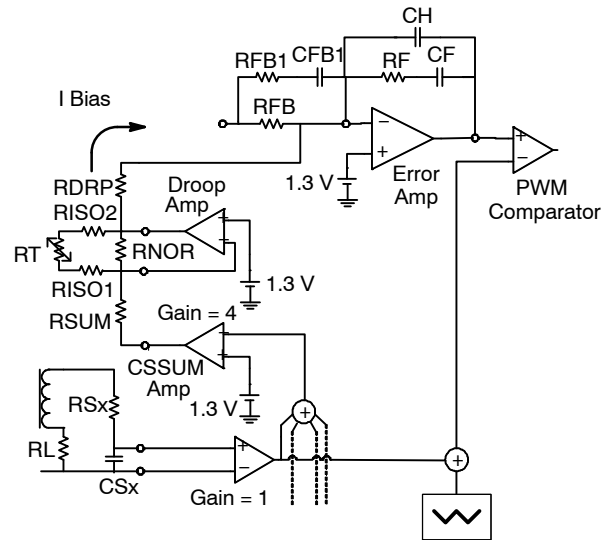 CH
RFB1 CFB1 RF CF
I Bias
RFB
−
+
RDRP
1.3 V
Error
Amp
+
−
PWM
Comparator
Droop
Amp
RISO2
+
RT
RNOR
+
RISO1
1.3 V
RSUM
Gain = 4
+
CSSUM
Amp
+
RSx
1.3 V
+
RL
+
−
+
CSx
Gain = 1